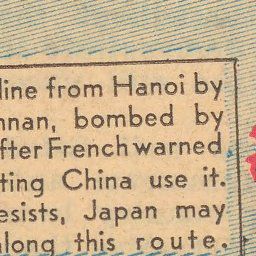 line from Hanoi by
nnan, bombed by
fter French warned
ting China use it.
esists, Japan may
long this route.